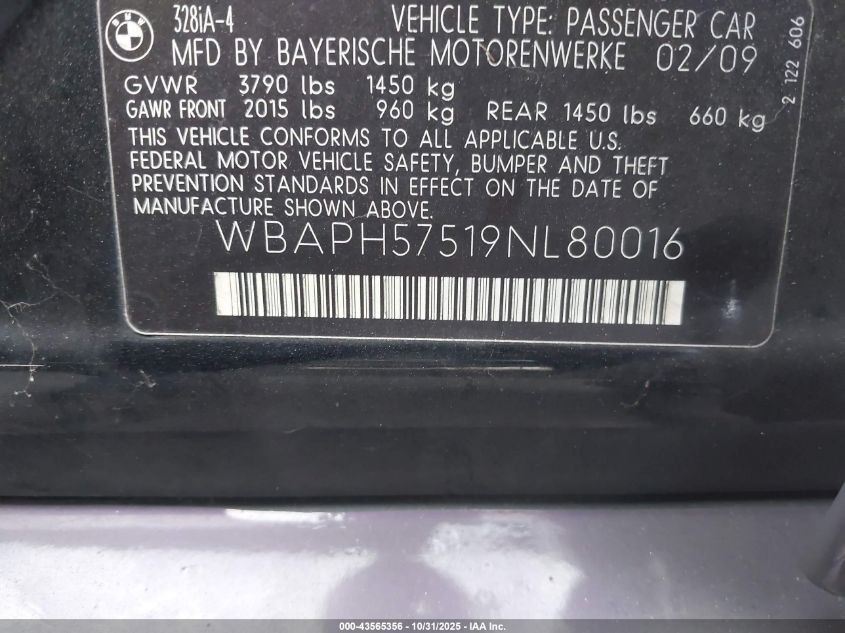 BMW
328iA-4 VEHICLE TYPE: PASSENGER CAR
MFD BY BAYERISCHE MOTORENWERKE 02/09
GVWR 3790 lbs 1450 kg
GAWR FRONT 2015 lbs 960 kg REAR 1450 lbs 660 kg
THIS VEHICLE CONFORMS TO ALL APPLICABLE U.S.
FEDERAL MOTOR VEHICLE SAFETY, BUMPER AND THEFT
PREVENTION STANDARDS IN EFFECT ON THE DATE OF
MANUFACTURE SHOWN ABOVE.
WBAPH57519NL80016
2 122 606
000-43565356 - 10/31/2025 - IAA Inc.